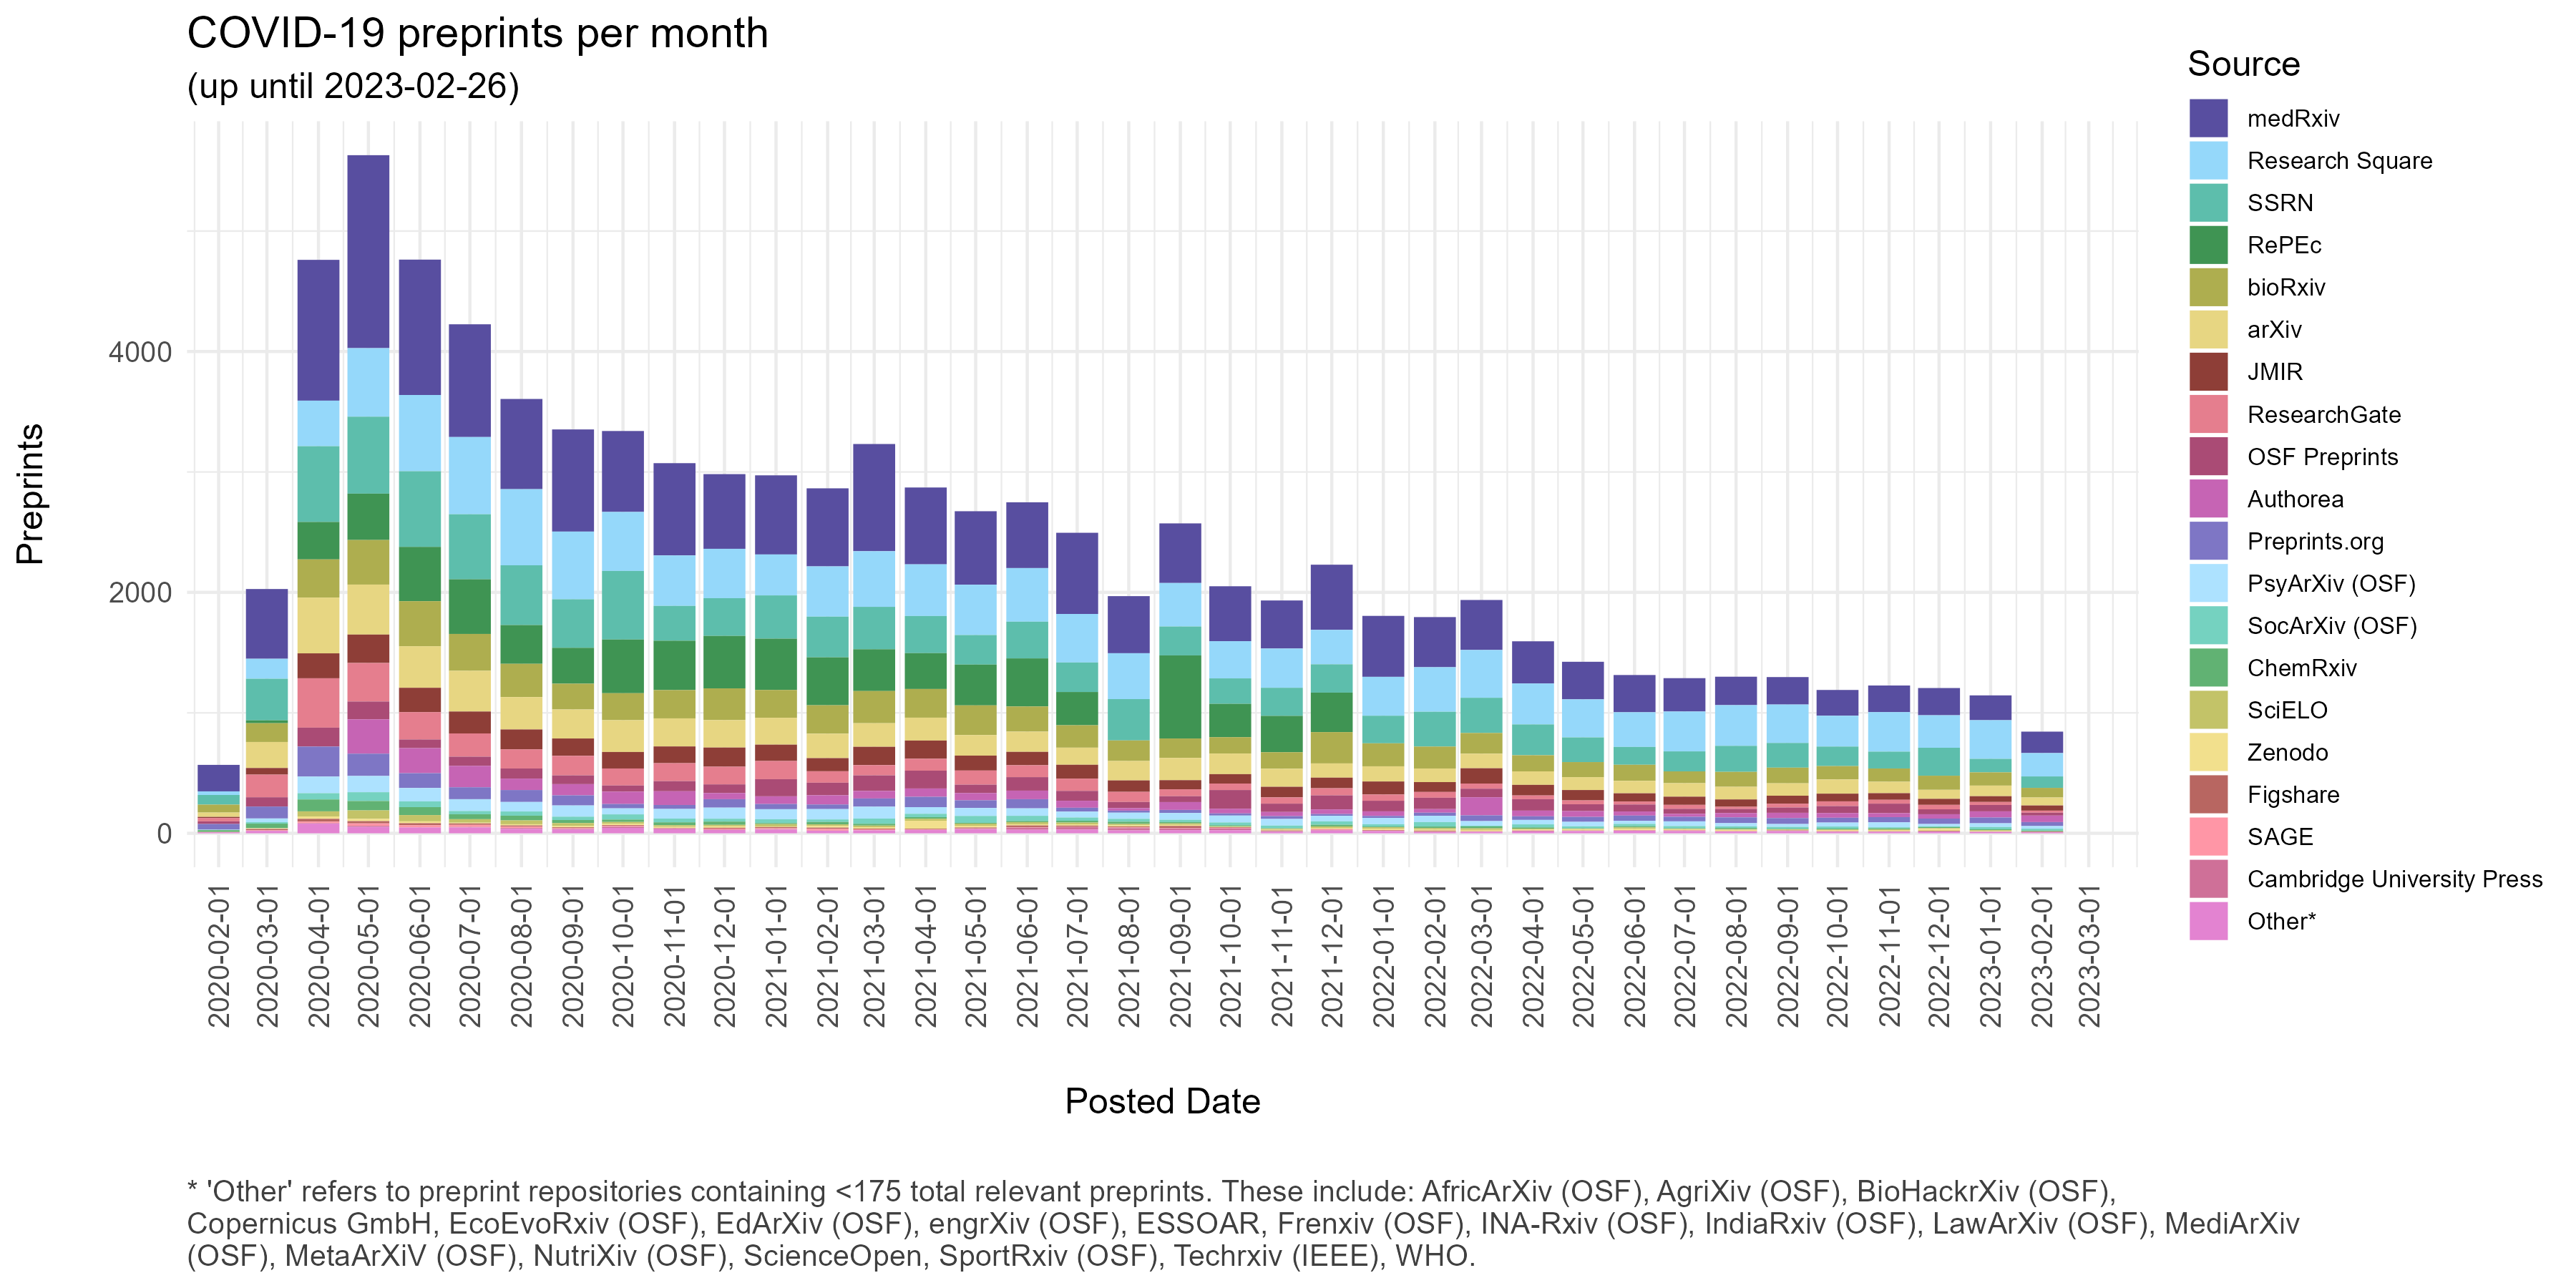 COVID-19 preprints per month
(up until 2023-02-26)
Source
medRxiv
Research Square
SSRN
RePEc
bioRxiv
arXiv
JMIR
ResearchGate
OSF Preprints
Authorea
Preprints.org
PsyArXiv (OSF)
SocArXiv (OSF)
ChemRxiv
SciELO
Zenodo
Figshare
SAGE
Cambridge University Press
Other*
Preprints
4000
2000
0
2020-02-01
2020-03-01
2020-04-01
2020-05-01
2020-06-01
2020-07-01
2020-08-01
2020-09-01
2020-10-01
2020-11-01
2020-12-01
2021-01-01
2021-02-01
2021-03-01
2021-04-01
2021-05-01
2021-06-01
2021-07-01
2021-08-01
2021-09-01
2021-10-01
2021-11-01
2021-12-01
2022-01-01
2022-02-01
2022-03-01
2022-04-01
2022-05-01
2022-06-01
2022-07-01
2022-08-01
2022-09-01
2022-10-01
2022-11-01
2022-12-01
2023-01-01
2023-02-01
2023-03-01
Posted Date
* 'Other' refers to preprint repositories containing <175 total relevant preprints. These include: AfricArXiv (OSF), AgriXiv (OSF), BioHackrXiv (OSF),
Copernicus GmbH, EcoEvoRxiv (OSF), EdArXiv (OSF), engrXiv (OSF), ESSOAR, Frenxiv (OSF), INA-Rxiv (OSF), IndiaRxiv (OSF), LawArXiv (OSF), MediArXiv
(OSF), MetaArXiV (OSF), NutriXiv (OSF), ScienceOpen, SportRxiv (OSF), Techrxiv (IEEE), WHO.